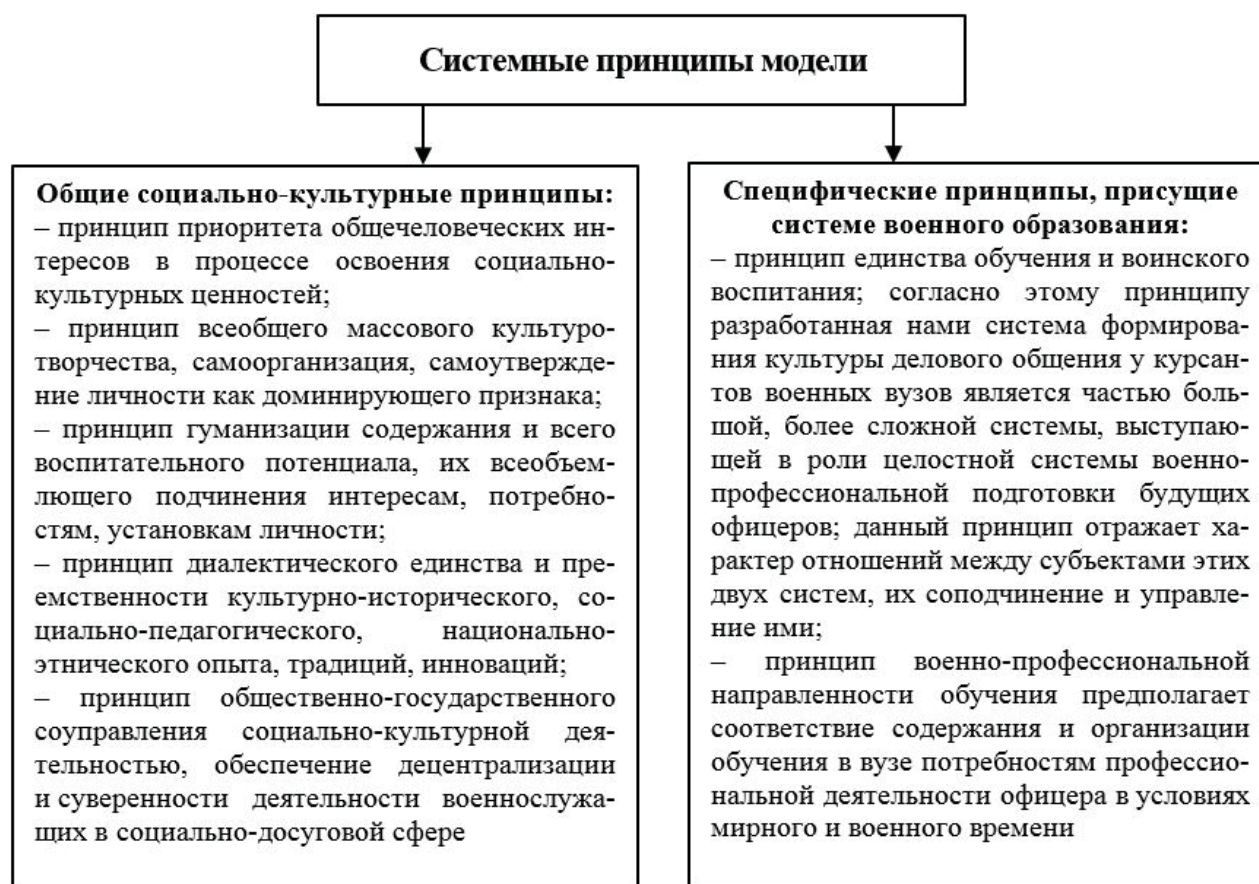 Системные принципы модели
Общие социально-культурные принципы:
– принцип приоритета общечеловеческих ин-
тересов в процессе освоения социально-
культурных ценностей;
– принцип всеобщего массового культуро-
творчества, самоорганизация, самоутвержде-
ние личности как доминирующего признака;
– принцип гуманизации содержания и всего
воспитательного потенциала, их всеобъем-
лющего подчинения интересам, потребно-
стям, установкам личности;
– принцип диалектического единства и пре-
емственности культурно-исторического, со-
циально-педагогического, национально-
этнического опыта, традиций, инноваций;
– принцип общественно-государственного
соуправления социально-культурной дея-
тельностью, обеспечение децентрализации
и суверенности деятельности военнослужа-
щих в социально-досуговой сфере
Специфические принципы, присущие
системе военного образования:
– принцип единства обучения и воинского
воспитания; согласно этому принципу
разработанная нами система формирова-
ния культуры делового общения у курсан-
тов военных вузов является частью боль-
шой, более сложной системы, выступаю-
щей в роли целостной системы военно-
профессиональной подготовки будущих
офицеров; данный принцип отражает ха-
рактер отношений между субъектами этих
двух систем, их соподчинение и управле-
ние ими;
– принцип военно-профессиональной
направленности обучения предполагает
соответствие содержания и организации
обучения в вузе потребностям профессио-
нальной деятельности офицера в условиях
мирного и военного времени